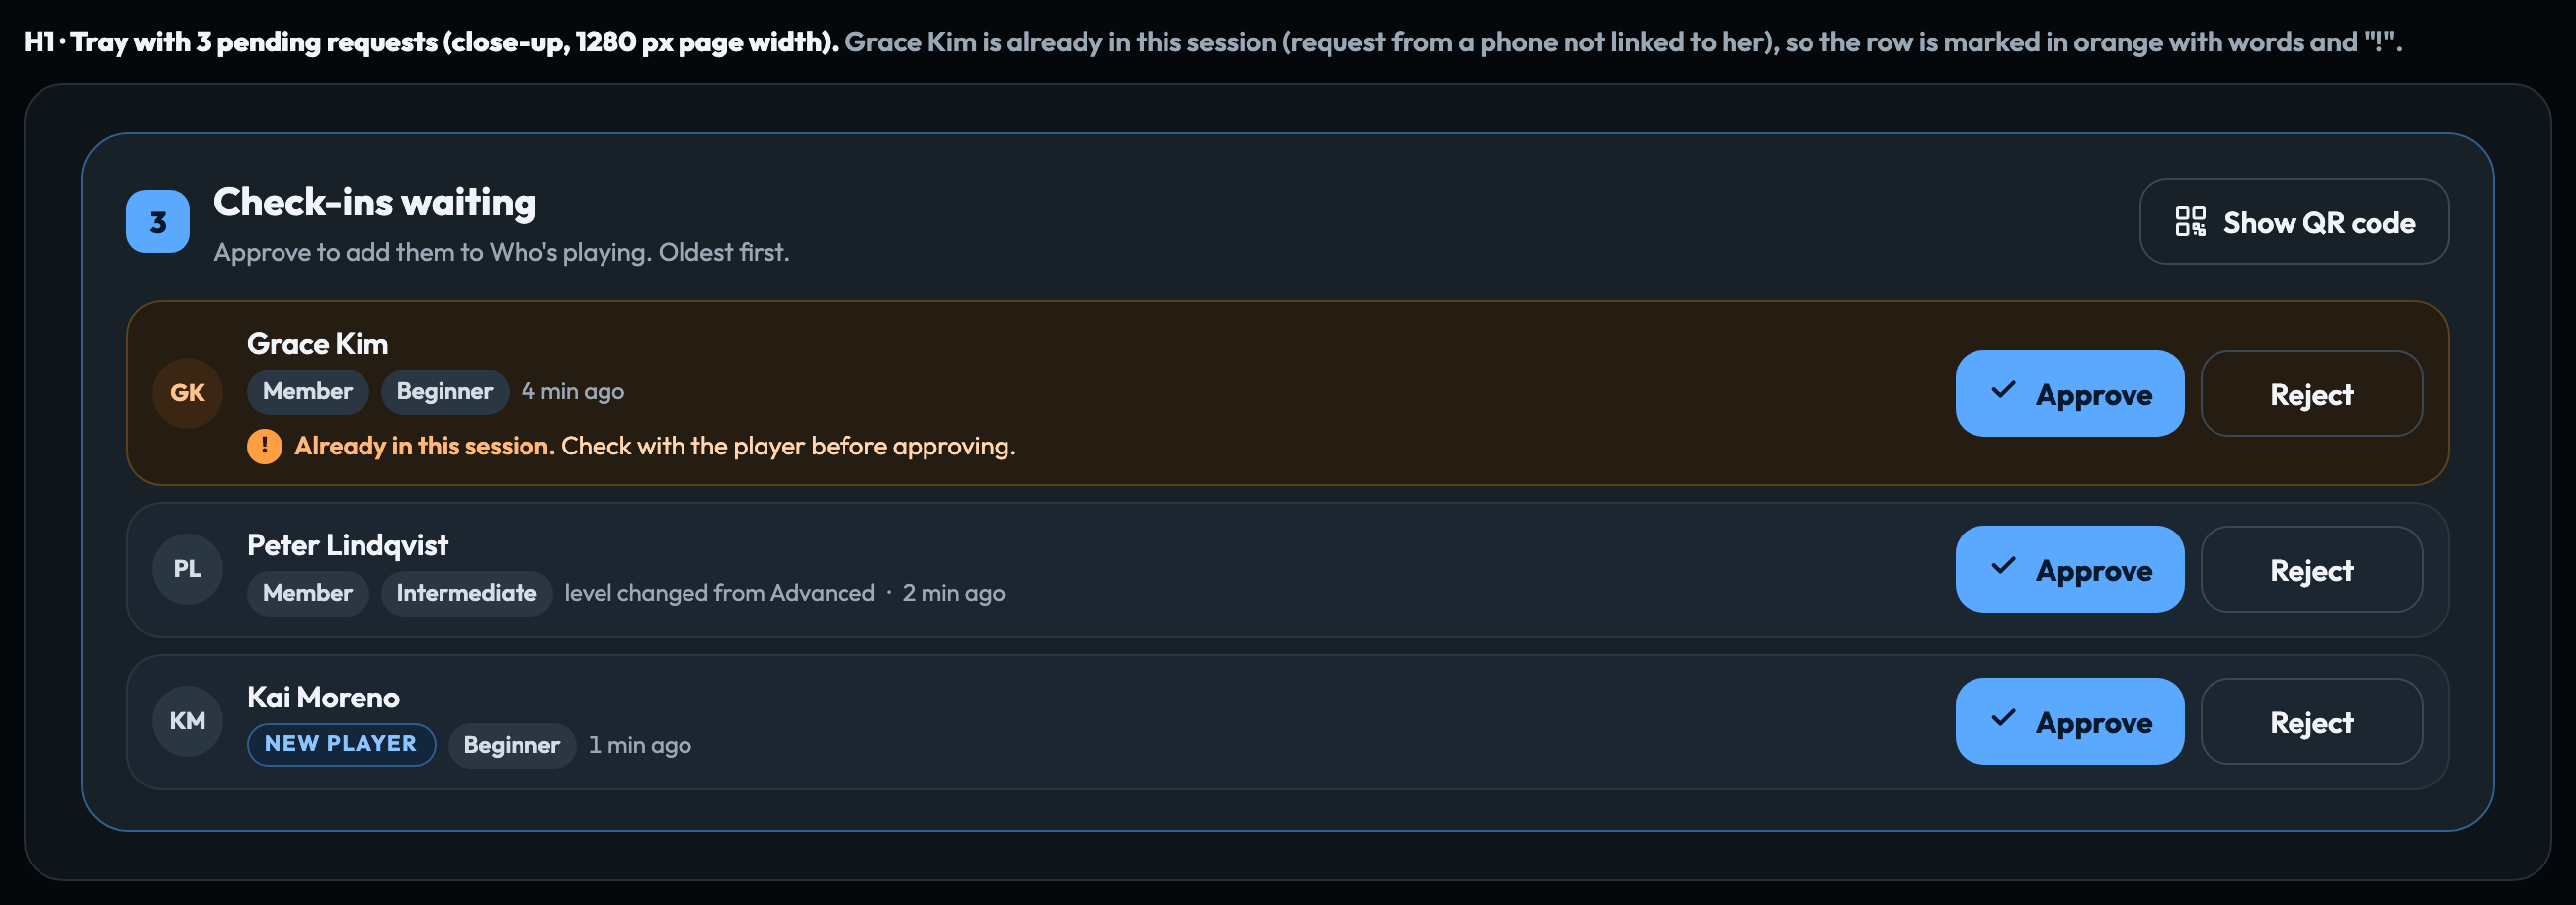 H1 · Tray with 3 pending requests (close-up, 1280 px page width). Grace Kim is already in this session (request from a phone not linked to her), so the row is marked in orange with words and "!".
3
Check-ins waiting
Approve to add them to Who's playing. Oldest first.
Show QR code
GK
Grace Kim
Member Beginner 4 min ago
! Already in this session. Check with the player before approving.
Approve
Reject
PL
Peter Lindqvist
Member Intermediate level changed from Advanced · 2 min ago
Approve
Reject
KM
Kai Moreno
NEW PLAYER Beginner 1 min ago
Approve
Reject